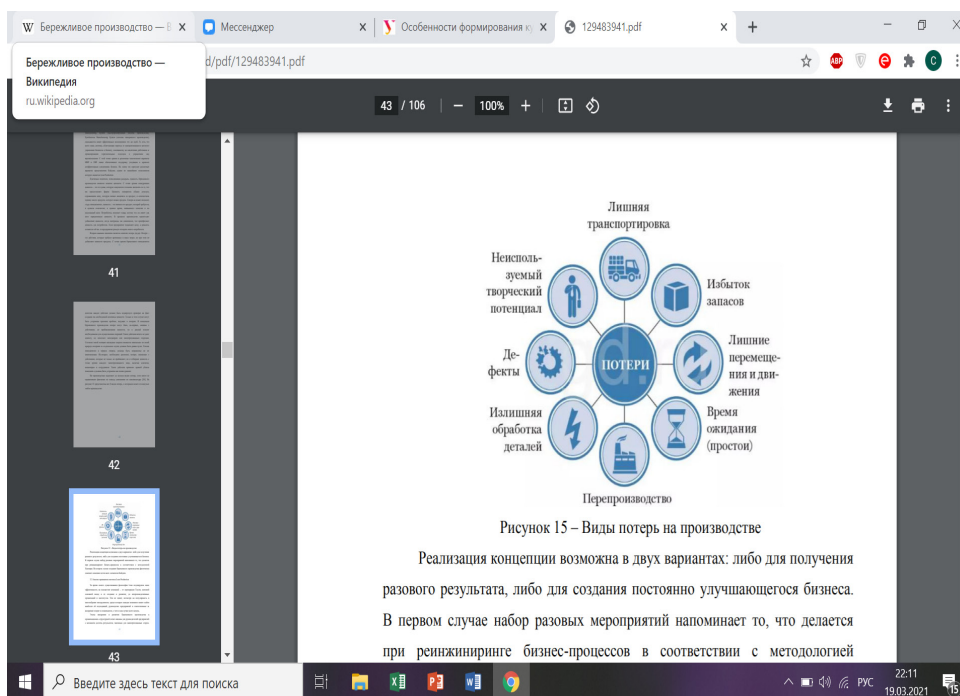 Бережливое производство — В
Мессенджер
Особенности формирования к
129483941.pdf
Бережливое производство —
Википедия
ru.wikipedia.org
d/pdf/129483941.pdf
ABP
C
43 / 106
100%
41
42
43
Лишняя
транспортировка
Неисполь-
зуемый
творческий
потенциал
Избыток
запасов
Де-
фекты
ПОТЕРИ
Лишние
перемеще-
ния и дви-
жения
Излишняя
обработка
деталей
Время
ожидания
(простои)
Перепроизводство
Рисунок 15 – Виды потерь на производстве
Реализация концепции возможна в двух вариантах: либо для получения
разового результата, либо для создания постоянно улучшающегося бизнеса.
В первом случае набор разовых мероприятий напоминает то, что делается
при реинжиниринге бизнес-процессов в соответствии с методологией
Введите здесь текст для поиска
РУС
22:11
19.03.2021
15